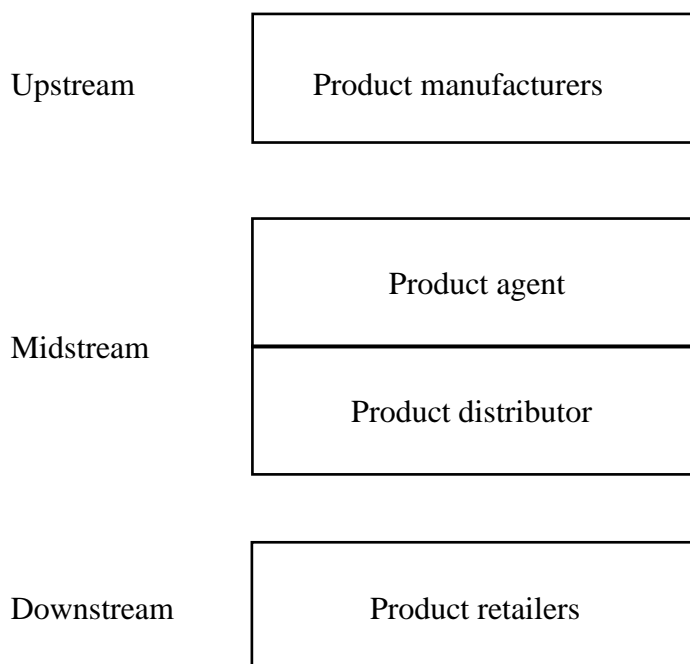 Upstream
Product manufacturers
Product agent
Midstream
Product distributor
Downstream
Product retailers